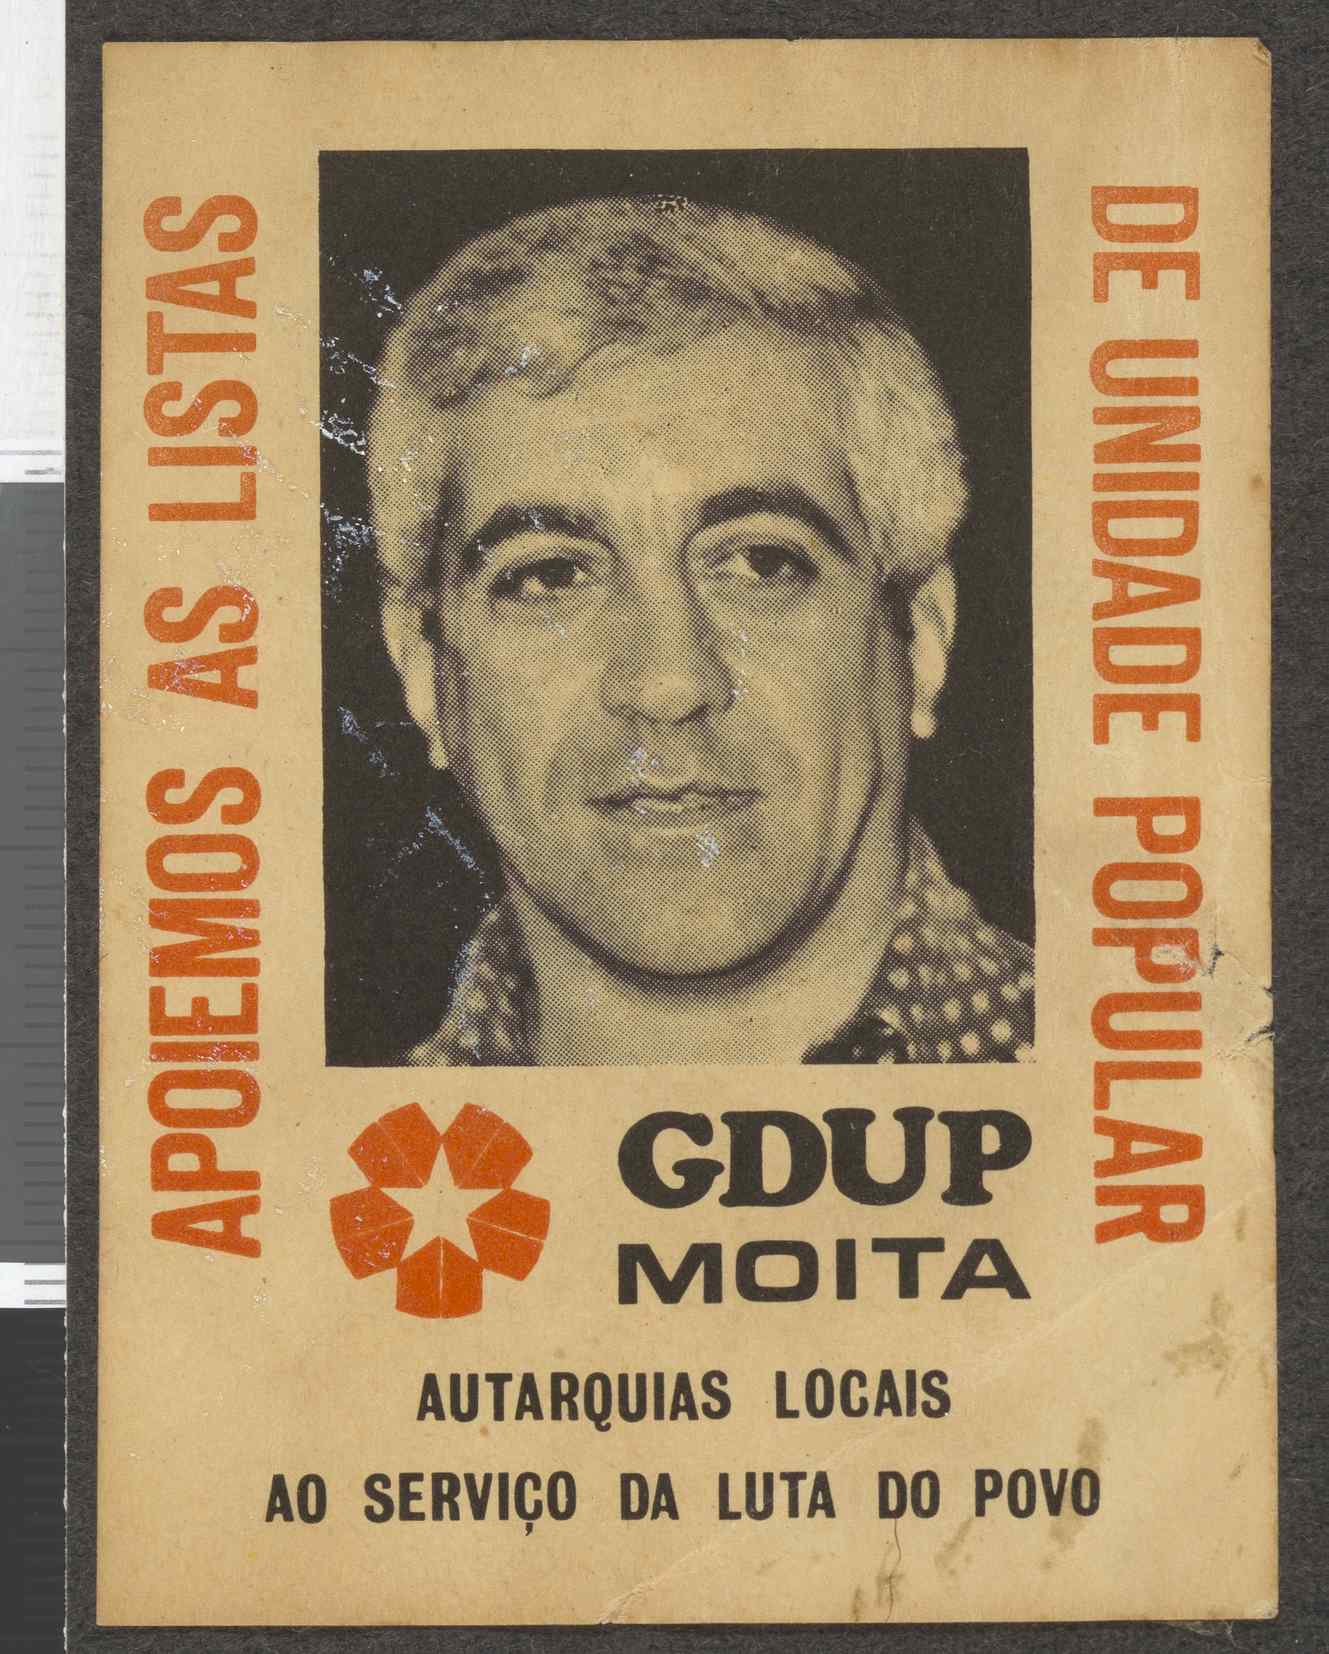 APOIEMOS AS LISTAS
DE UNIDADE POPULAR
GDUP
MOITA
AUTARQUIAS LOCAIS
AO SERVIÇO DA LUTA DO POVO